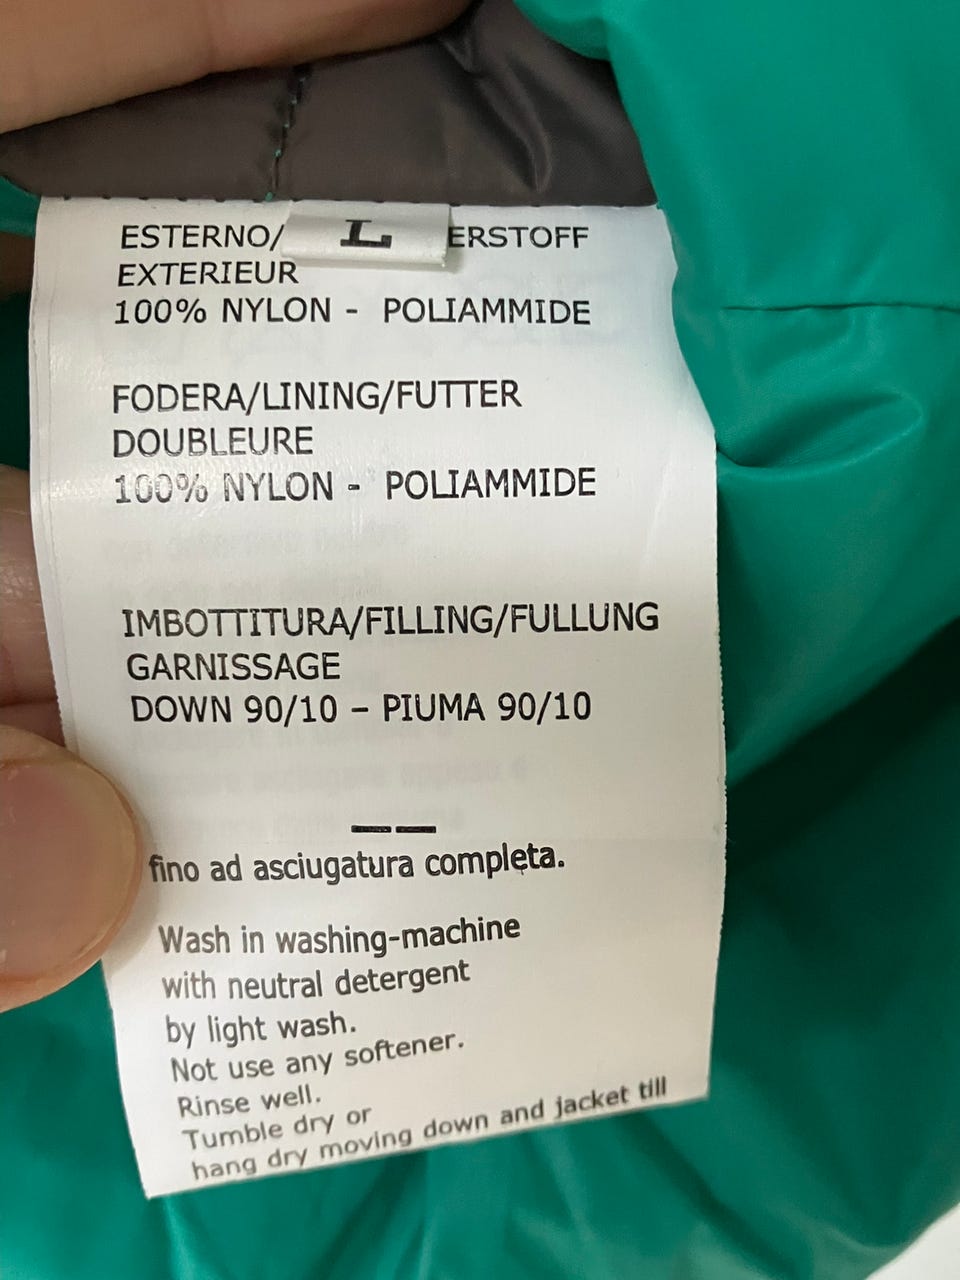 ESTERNO/ L ERSTOFF
EXTERIEUR
100% NYLON - POLIAMMIDE
FODERA/LINING/FUTTER
DOUBLEURE
100% NYLON - POLIAMMIDE
IMBOTTITURA/FILLING/FULLUNG
GARNISSAGE
DOWN 90/10 – PIUMA 90/10
fino ad asciugatura completa.
Wash in washing-machine
with neutral detergent
by light wash.
Not use any softener.
Rinse well.
Tumble dry or
hang dry moving down and jacket till